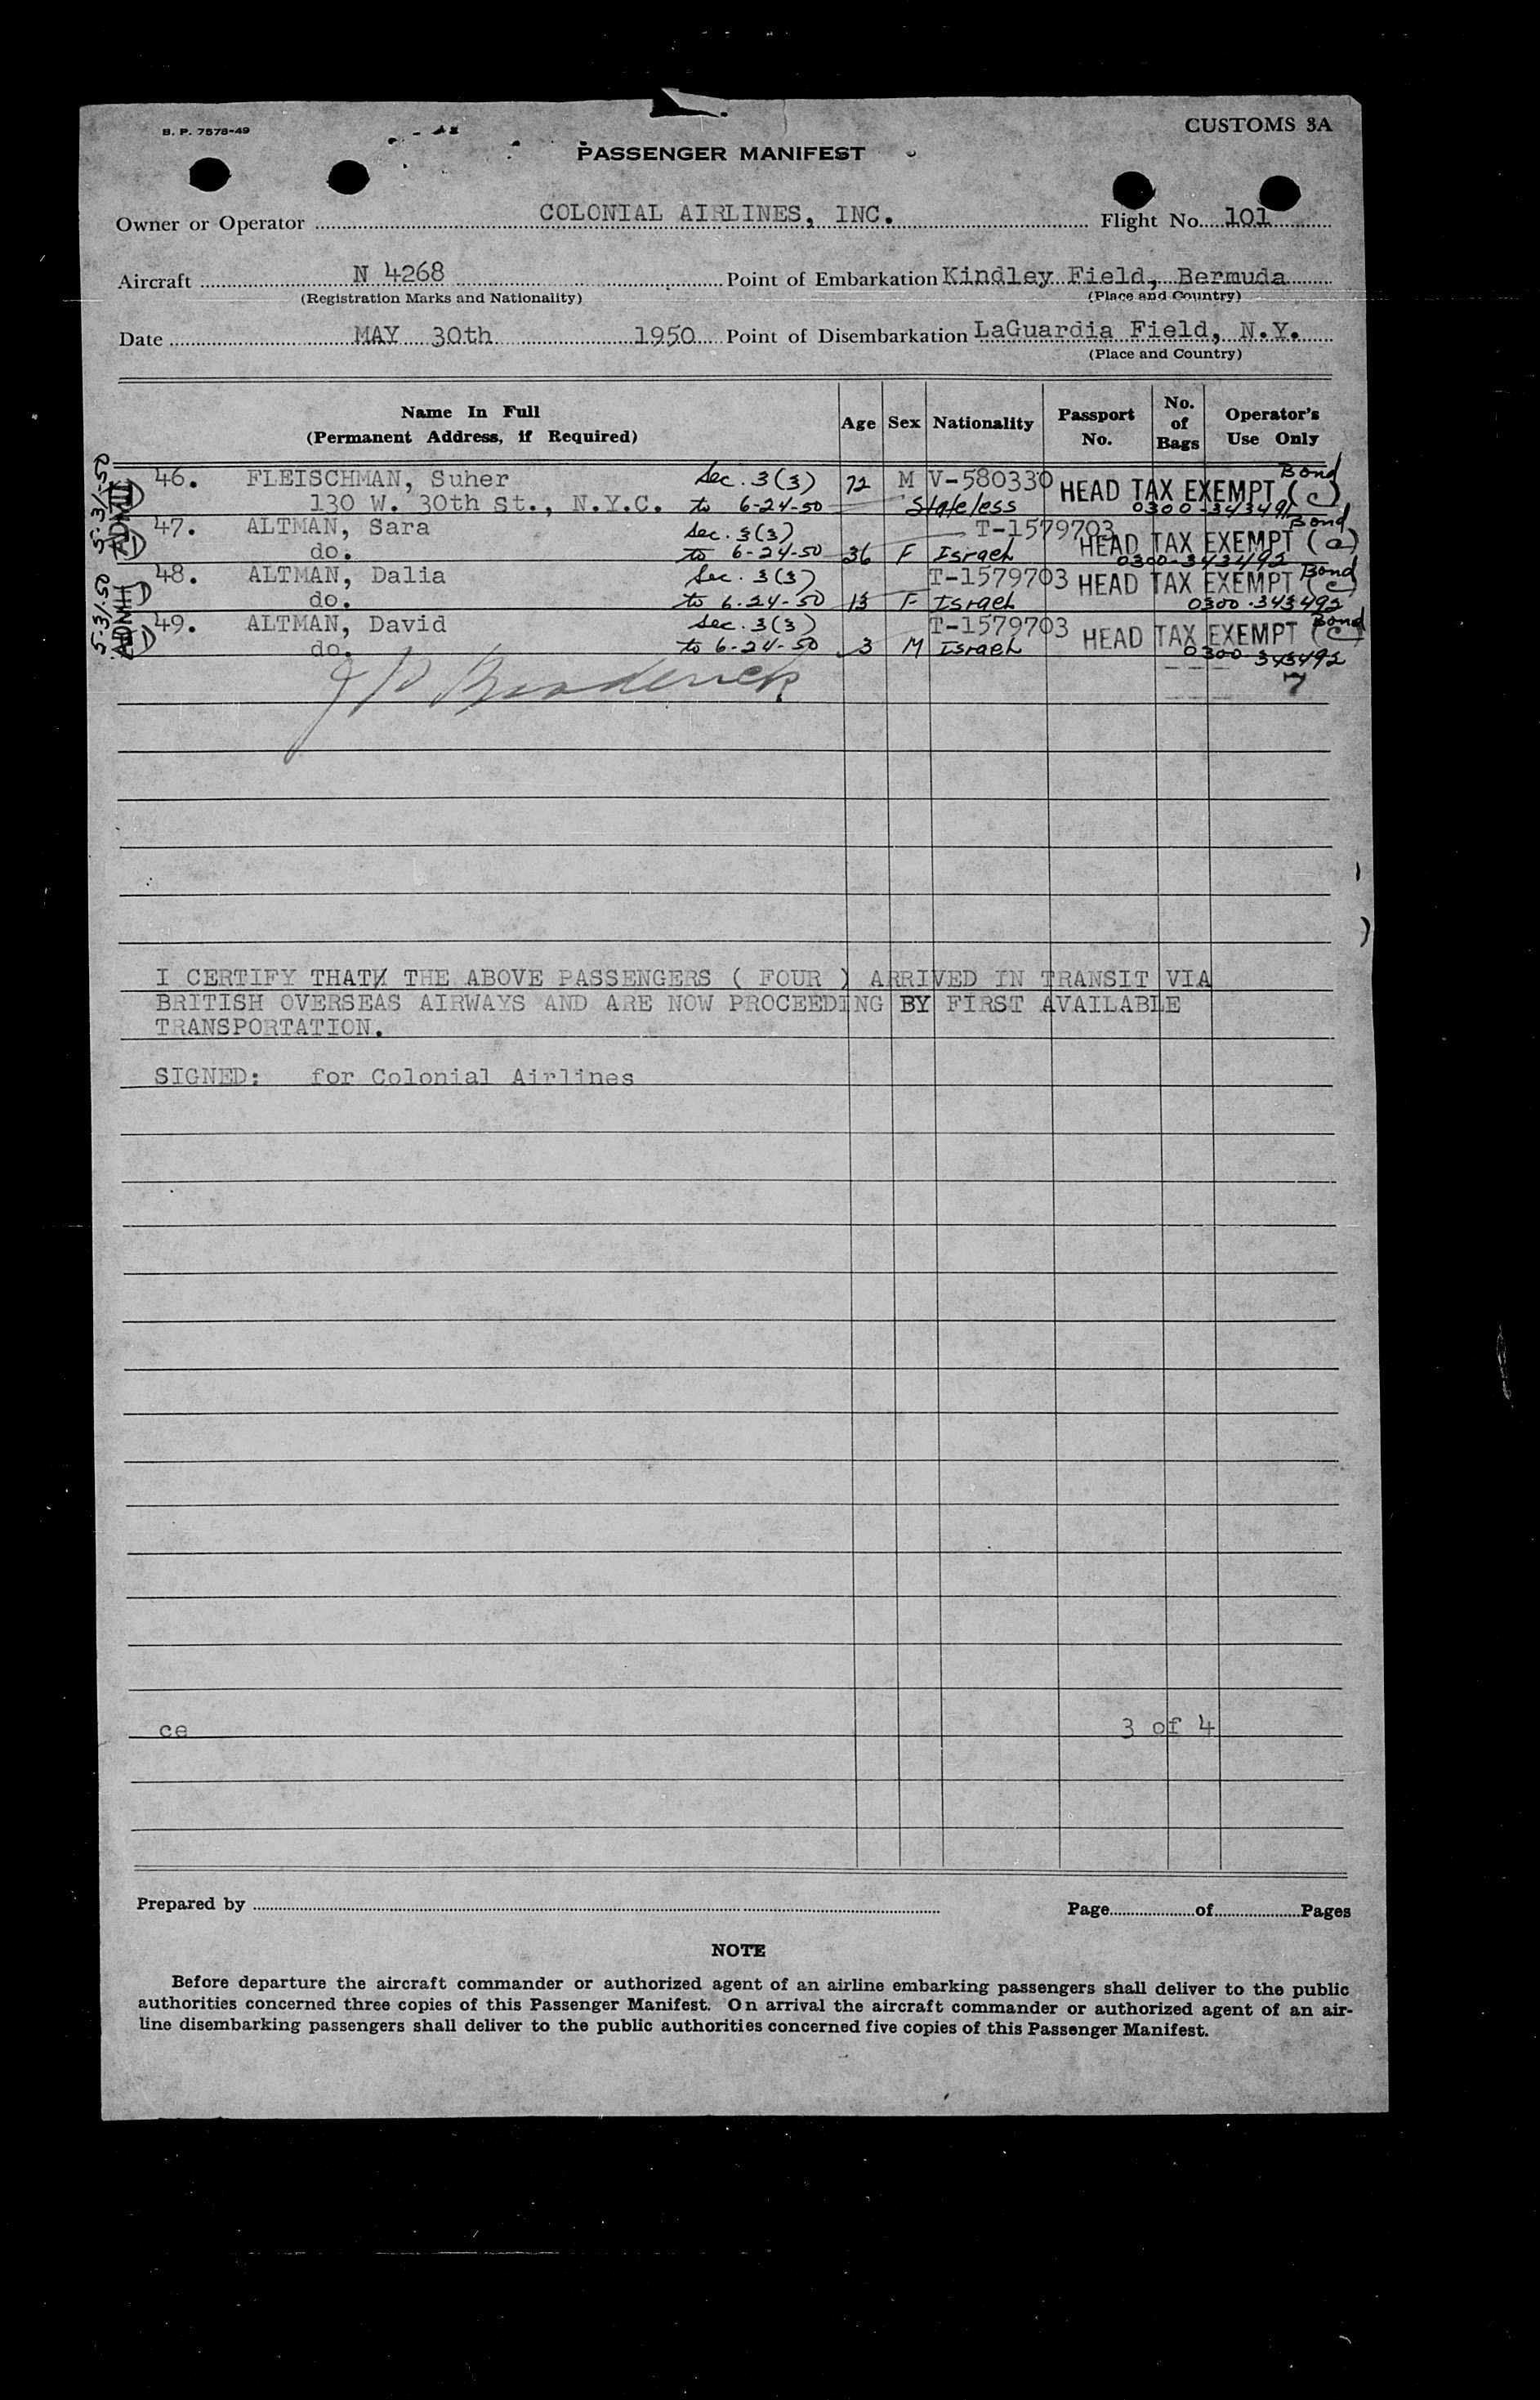 B. P. 7578-49
CUSTOMS 3A
PASSENGER MANIFEST
Owner or Operator COLONIAL AIRLINES, INC. Flight No. 101
Aircraft N 4268 Point of Embarkation Kindley Field, Bermuda
(Registration Marks and Nationality) (Place and Country)
Date MAY 30th 1950 Point of Disembarkation LaGuardia Field, N.Y.
(Place and Country)
Name In Full (Permanent Address, if Required) Age Sex Nationality Passport No. No. of Bags Operator's Use Only
5-31-50 ADMIT
46. FLEISCHMAN, Suher Sec. 3(3) 72 M V-580330 HEAD TAX EXEMPT (c) Bond
130 W. 30th St., N.Y.C. to 6-24-50 Stateless 0300-343491
47. ALTMAN, Sara Sec. 3(3) T-1579703 HEAD TAX EXEMPT (c) Bond
do. to 6-24-50 36 F Israel 0300-343492
5-31-50 ADMIT
48. ALTMAN, Dalia Sec. 3(3) T-1579703 HEAD TAX EXEMPT (c) Bond
do. to 6-24-50 13 F Israel 0300-343492
49. ALTMAN, David Sec. 3(3) T-1579703 HEAD TAX EXEMPT (c) Bond
do. to 6-24-50 3 M Israel 0300-343492
7
I CERTIFY THAT THE ABOVE PASSENGERS ( FOUR ) ARRIVED IN TRANSIT VIA
BRITISH OVERSEAS AIRWAYS AND ARE NOW PROCEEDING BY FIRST AVAILABLE
TRANSPORTATION.
SIGNED: for Colonial Airlines
ce 3 of 4
Prepared by Page of Pages
NOTE
Before departure the aircraft commander or authorized agent of an airline embarking passengers shall deliver to the public
authorities concerned three copies of this Passenger Manifest. On arrival the aircraft commander or authorized agent of an air-
line disembarking passengers shall deliver to the public authorities concerned five copies of this Passenger Manifest.